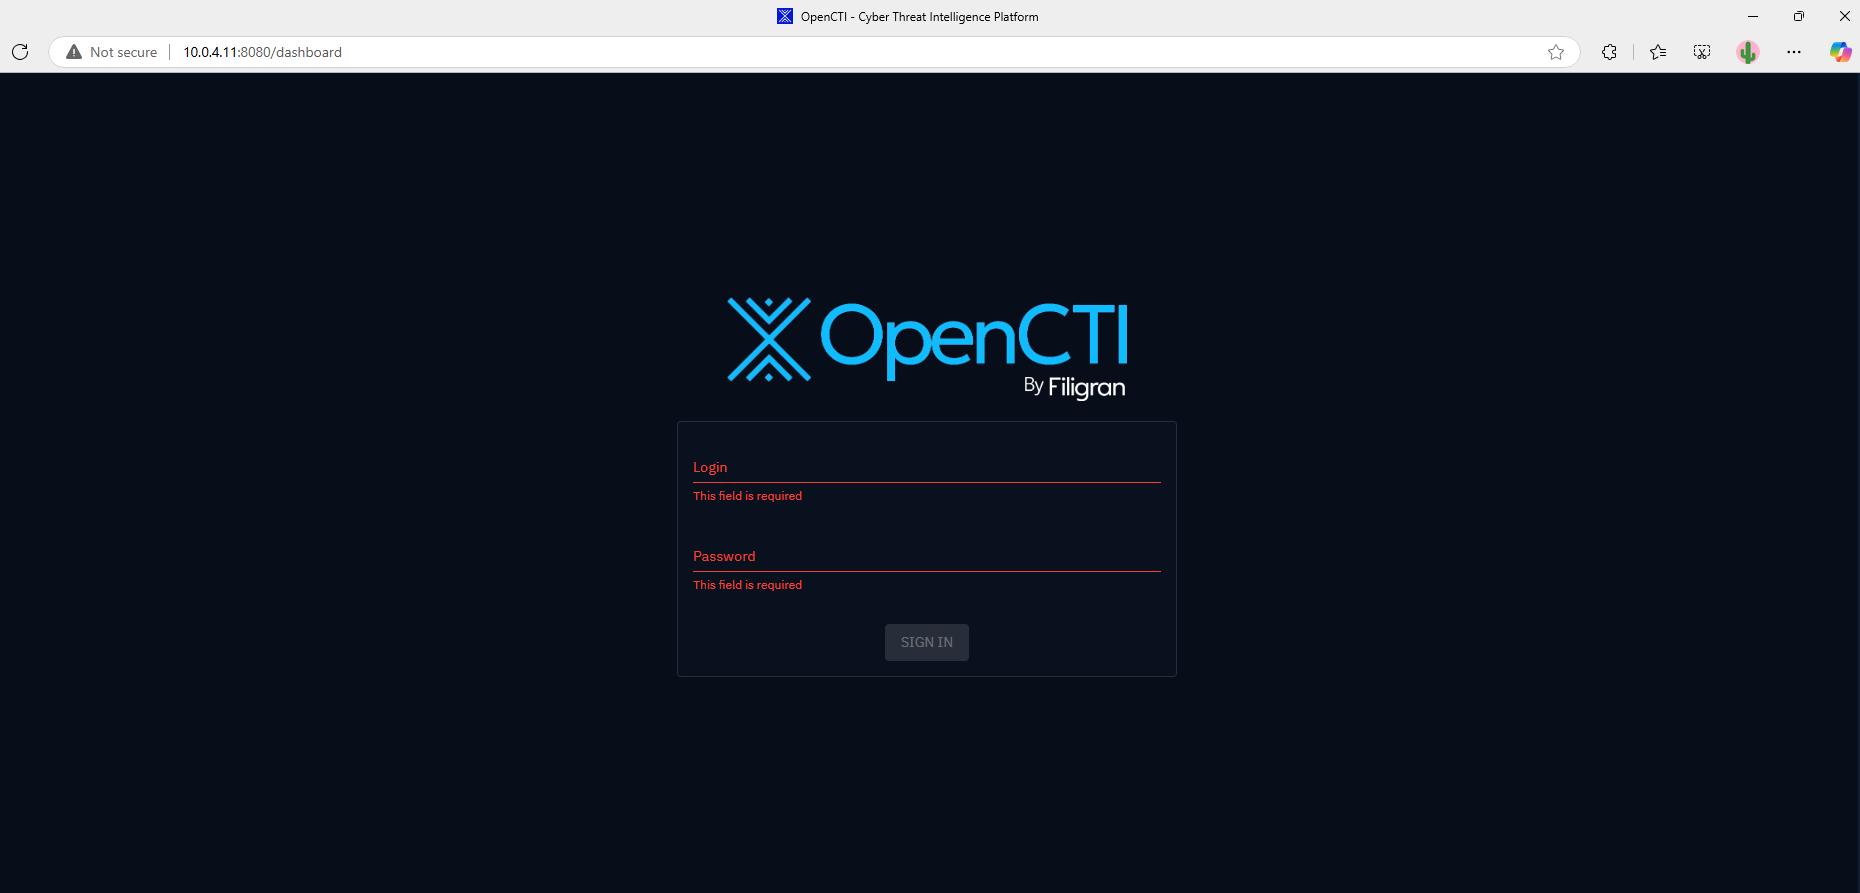 OpenCTI - Cyber Threat Intelligence Platform
Not secure 10.0.4.11:8080/dashboard
OpenCTI
By Filigran
Login
This field is required
Password
This field is required
SIGN IN